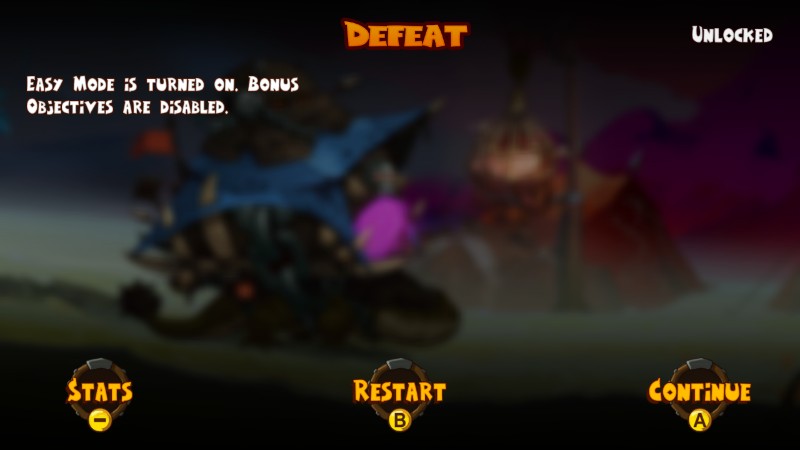 DEFEAT
UNLOCKED
EASY MODE iS TURNED ON. BONUS
OBJECTiVES ARE DiSABLED.
STATS
RESTART
CONTiNUE
-
B
A